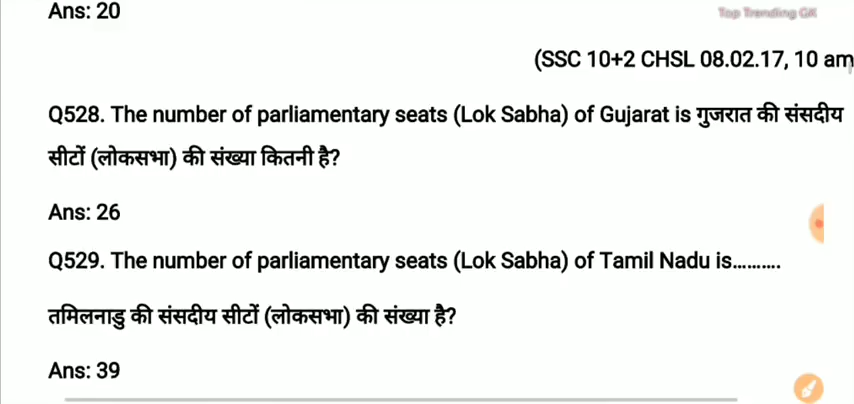 Ans: 20
Top Trending GK
(SSC 10+2 CHSL 08.02.17, 10 am
Q528. The number of parliamentary seats (Lok Sabha) of Gujarat is गुजरात की संसदीय
सीटों (लोकसभा) की संख्या कितनी है?
Ans: 26
Q529. The number of parliamentary seats (Lok Sabha) of Tamil Nadu is..........
तमिलनाडु की संसदीय सीटों (लोकसभा) की संख्या है?
Ans: 39